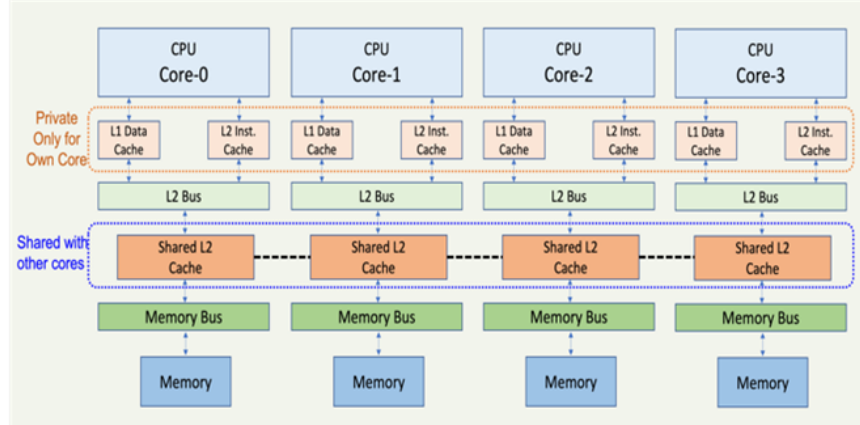 CPU
Core-0
CPU
Core-1
CPU
Core-2
CPU
Core-3
Private
Only for
Own Core
L1 Data
Cache
L2 Inst.
Cache
L1 Data
Cache
L2 Inst.
Cache
L1 Data
Cache
L2 Inst.
Cache
L1 Data
Cache
L2 Inst.
Cache
L2 Bus
L2 Bus
L2 Bus
L2 Bus
Shared with
other cores
Shared L2
Cache
Shared L2
Cache
Shared L2
Cache
Shared L2
Cache
Memory Bus
Memory Bus
Memory Bus
Memory Bus
Memory
Memory
Memory
Memory